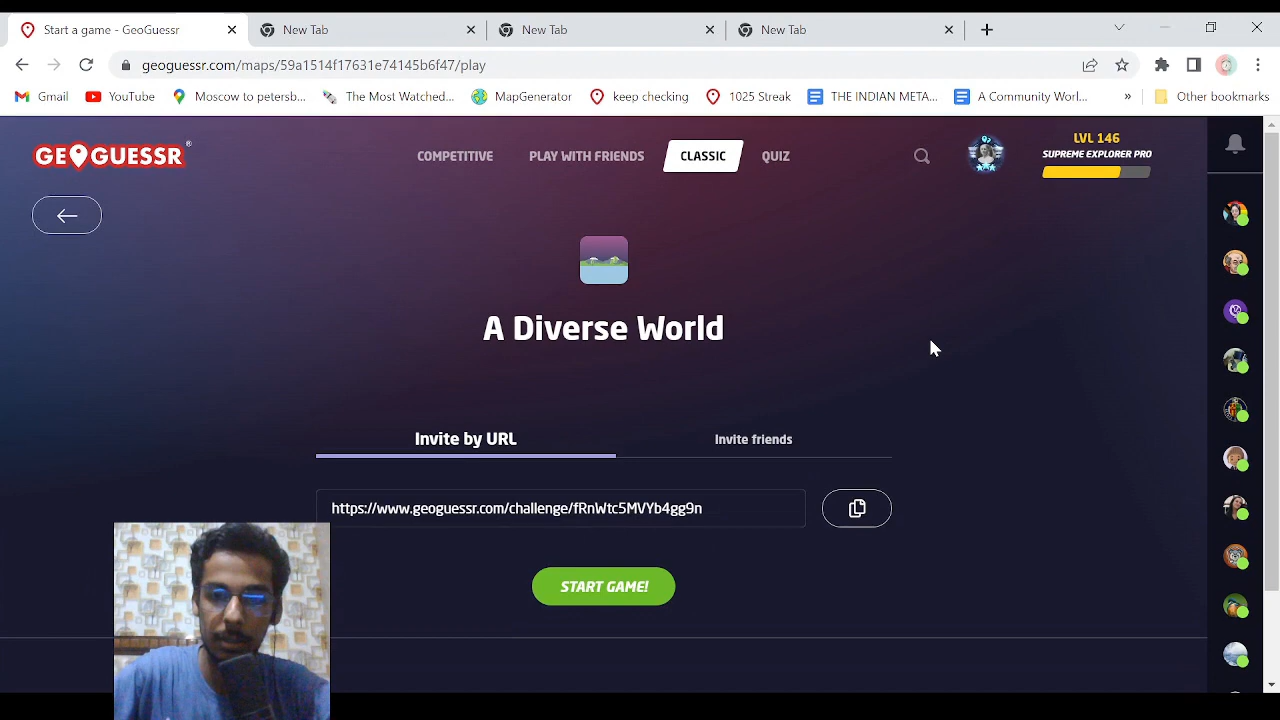 Start a game - GeoGuessr
New Tab
New Tab
New Tab
geoguessr.com/maps/59a1514f17631e74145b6f47/play
Gmail
YouTube
Moscow to petersb...
The Most Watched...
MapGenerator
keep checking
1025 Streak
THE INDIAN META...
A Community Worl...
»
Other bookmarks
GEOGUESSR®
COMPETITIVE
PLAY WITH FRIENDS
CLASSIC
QUIZ
LVL 146
SUPREME EXPLORER PRO
A Diverse World
Invite by URL
Invite friends
https://www.geoguessr.com/challenge/fRnWtc5MVYb4gg9n
START GAME!